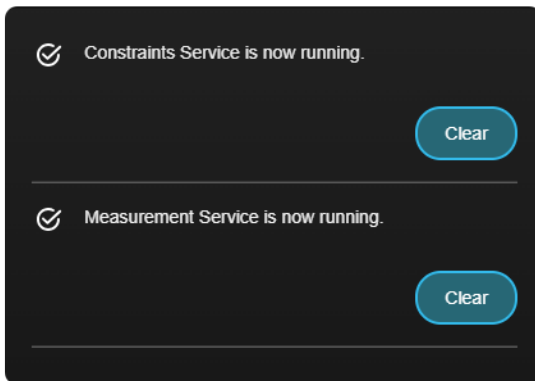 Constraints Service is now running.
Clear
Measurement Service is now running.
Clear